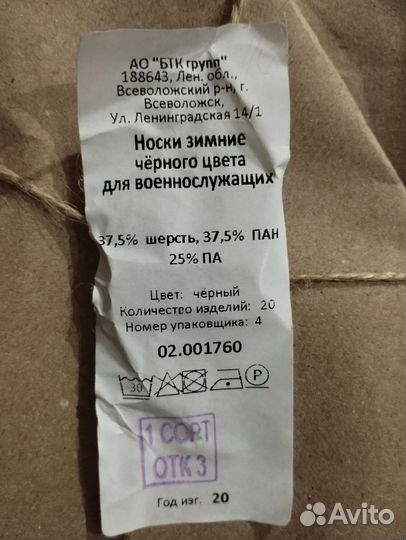 АО "БТК групп"
188643, Лен. обл.,
Всеволожский р-н, г.
Всеволожск,
Ул. Ленинградская 14/1
Носки зимние
чёрного цвета
для военнослужащих
37,5% шерсть, 37,5% ПАН
25% ПА
Цвет: чёрный
Количество изделий: 20
Номер упаковщика: 4
02.001760
30 P
1 СОРТ
ОТК 3
Год изг. 20
Avito